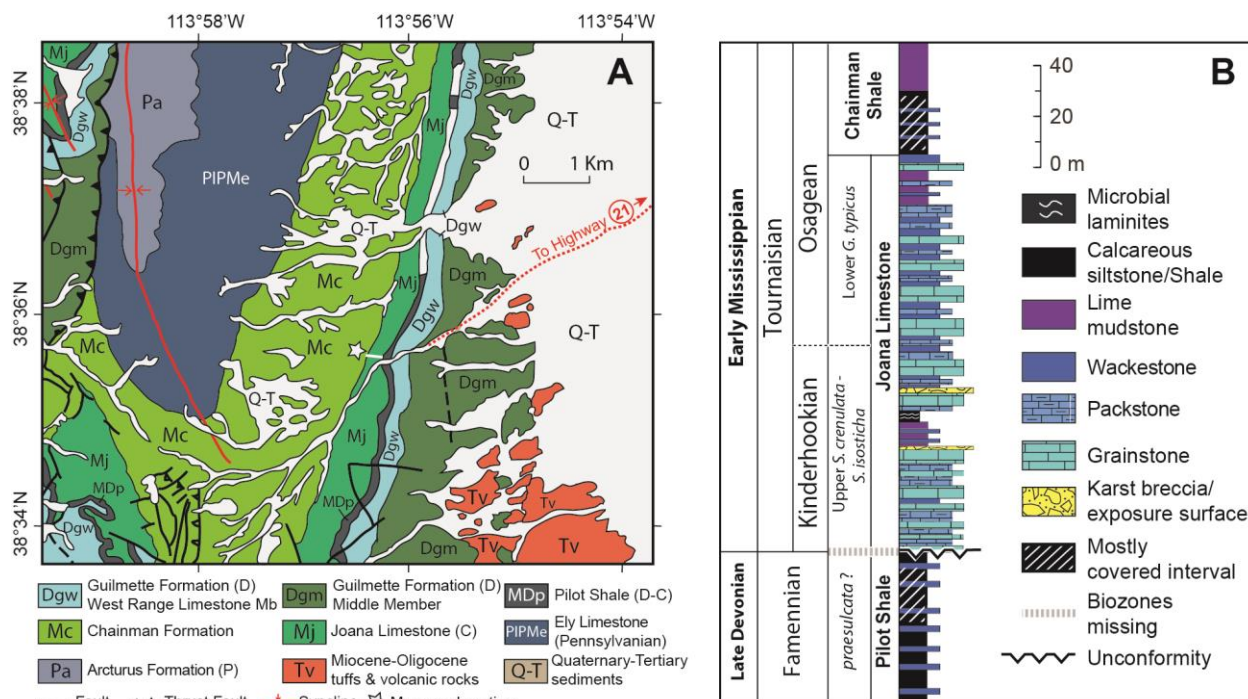 113°58'W
113°56'W
113°54'W
38°38'N
38°36'N
38°34'N
A
Mj
Dgw
Pa
PIPMe
Dgm
Mj
Dgw
Dgm
Q-T
0 1 Km
To Highway 21
Q-T
Dgw
Mc
Mj
Dgm
Dgw
Q-T
Mc
Mc
Dgm
Q-T
Mc
Mj
Dgw
Dgm
Mj
MDp
Dgw
MDp
Tv
Tv
Dgm
Tv
Tv
Dgw Guilmette Formation (D)
West Range Limestone Mb
Dgm Guilmette Formation (D)
Middle Member
MDp Pilot Shale (D-C)
Mc Chainman Formation
Mj Joana Limestone (C)
PIPMe Ely Limestone
(Pennsylvanian)
Pa Arcturus Formation (P)
Tv Miocene-Oligocene
tuffs & volcanic rocks
Q-T Quaternary-Tertiary
sediments
B
Early Mississippian
Late Devonian
Tournaisian
Famennian
Osagean
Kinderhookian
Lower G. typicus
Upper S. crenulata
- S. isosticha
praesulcata ?
Chainman
Shale
Joana Limestone
Pilot Shale
40
20
0 m
Microbial
laminites
Calcareous
siltstone/Shale
Lime
mudstone
Wackestone
Packstone
Grainstone
Karst breccia/
exposure surface
Mostly
covered interval
Biozones
missing
Unconformity